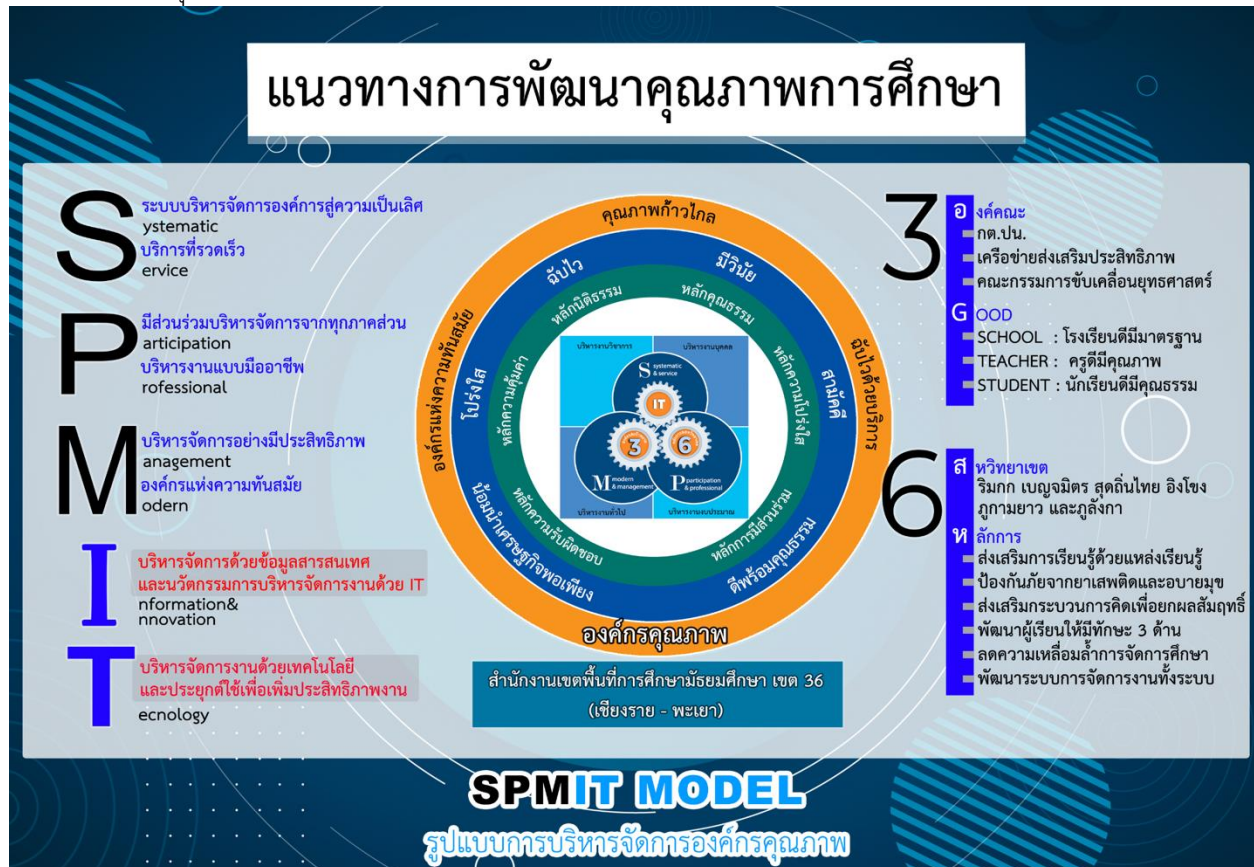 แนวทางการพัฒนาคุณภาพการศึกษา
S
ระบบบริหารจัดการองค์การสู่ความเป็นเลิศ
ystematic
บริการที่รวดเร็ว
ervice
P
มีส่วนร่วมบริหารจัดการจากทุกภาคส่วน
articipation
บริหารงานแบบมืออาชีพ
rofessional
M
บริหารจัดการอย่างมีประสิทธิภาพ
anagement
องค์กรแห่งความทันสมัย
odern
I
บริหารจัดการด้วยข้อมูลสารสนเทศ
และนวัตกรรมการบริหารจัดการงานด้วย IT
nformation&
nnovation
T
บริหารจัดการงานด้วยเทคโนโลยี
และประยุกต์ใช้เพื่อเพิ่มประสิทธิภาพงาน
ecnology
คุณภาพก้าวไกล
องค์กรแห่งความทันสมัย
ฉับไวด้วยบริการ
องค์กรคุณภาพ
ฉับไว
มีวินัย
โปร่งใส
สามัคคี
น้อมนำเศรษฐกิจพอเพียง
ดีพร้อมคุณธรรม
หลักนิติธรรม
หลักคุณธรรม
หลักความคุ้มค่า
หลักความโปร่งใส
หลักความรับผิดชอบ
หลักการมีส่วนร่วม
บริหารงานวิชาการ
บริหารงานบุคคล
S systematic
& service
IT
3
6
M modern
& management
P participation
& professional
บริหารงานทั่วไป
บริหารงานงบประมาณ
สำนักงานเขตพื้นที่การศึกษามัธยมศึกษา เขต 36
(เชียงราย - พะเยา)
3
อ งค์คณะ
กต.ปน.
เครือข่ายส่งเสริมประสิทธิภาพ
คณะกรรมการขับเคลื่อนยุทธศาสตร์
G OOD
SCHOOL : โรงเรียนดีมีมาตรฐาน
TEACHER : ครูดีมีคุณภาพ
STUDENT : นักเรียนดีมีคุณธรรม
6
ส หวิทยาเขต
ริมกก เบญจมิตร สุดถิ่นไทย อิงโขง
ภูกามยาว และภูลังกา
ห ลักการ
ส่งเสริมการเรียนรู้ด้วยแหล่งเรียนรู้
ป้องกันภัยจากยาเสพติดและอบายมุข
ส่งเสริมกระบวนการคิดเพื่อยกผลสัมฤทธิ์
พัฒนาผู้เรียนให้มีทักษะ 3 ด้าน
ลดความเหลื่อมล้ำการจัดการศึกษา
พัฒนาระบบการจัดการงานทั้งระบบ
SPMIT MODEL
รูปแบบการบริหารจัดการองค์กรคุณภาพ